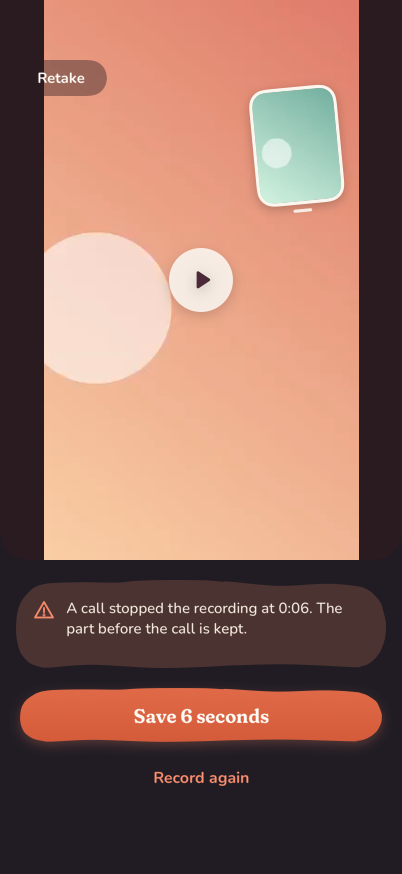 Retake
A call stopped the recording at 0:06. The
part before the call is kept.
Save 6 seconds
Record again